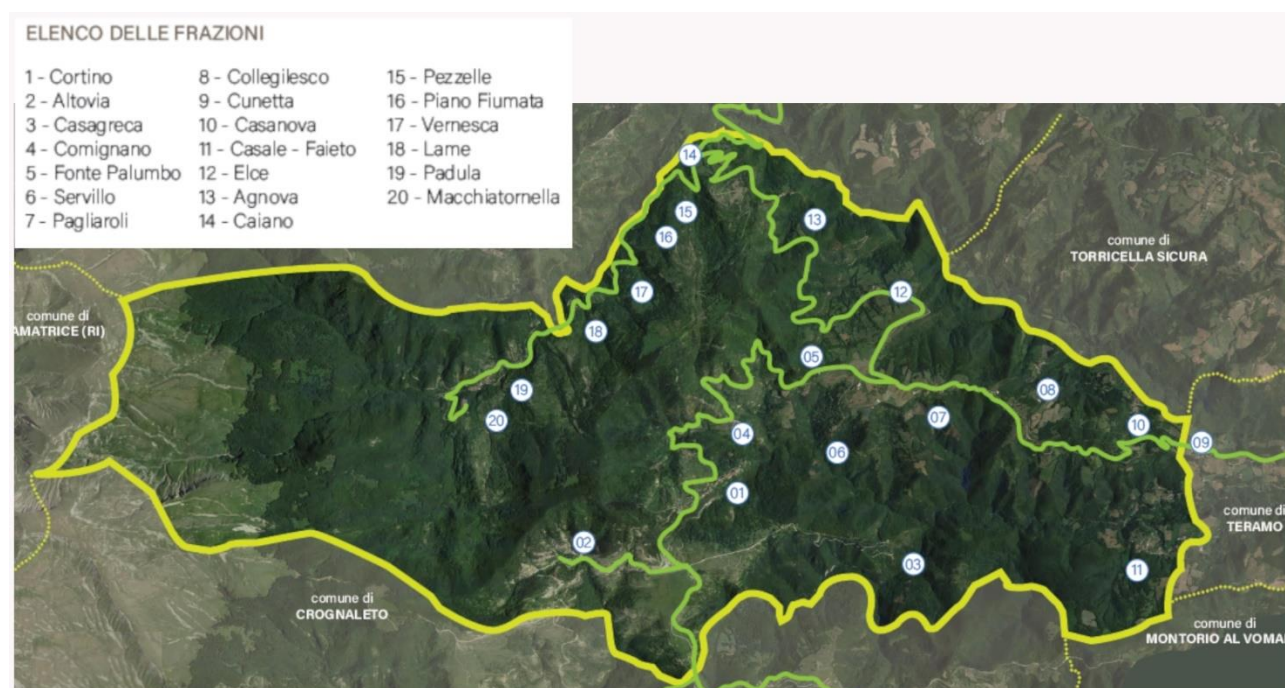 ELENCO DELLE FRAZIONI
1 - Cortino
2 - Altovia
3 - Casagreca
4 - Comignano
5 - Fonte Palumbo
6 - Servillo
7 - Pagliaroli
8 - Collegilesco
9 - Cunetta
10 - Casanova
11 - Casale - Faieto
12 - Elce
13 - Agnova
14 - Caiano
15 - Pezzelle
16 - Piano Fiumata
17 - Vernesca
18 - Lame
19 - Padula
20 - Macchiatornella
14
15
13
16
comune di
TORRICELLA SICURA
17
12
comune di
AMATRICE (RI)
18
05
19
08
20
07
10
04
09
06
01
comune di
TERAMO
02
03
11
comune di
CROGNALETO
comune di
MONTORIO AL VOMA